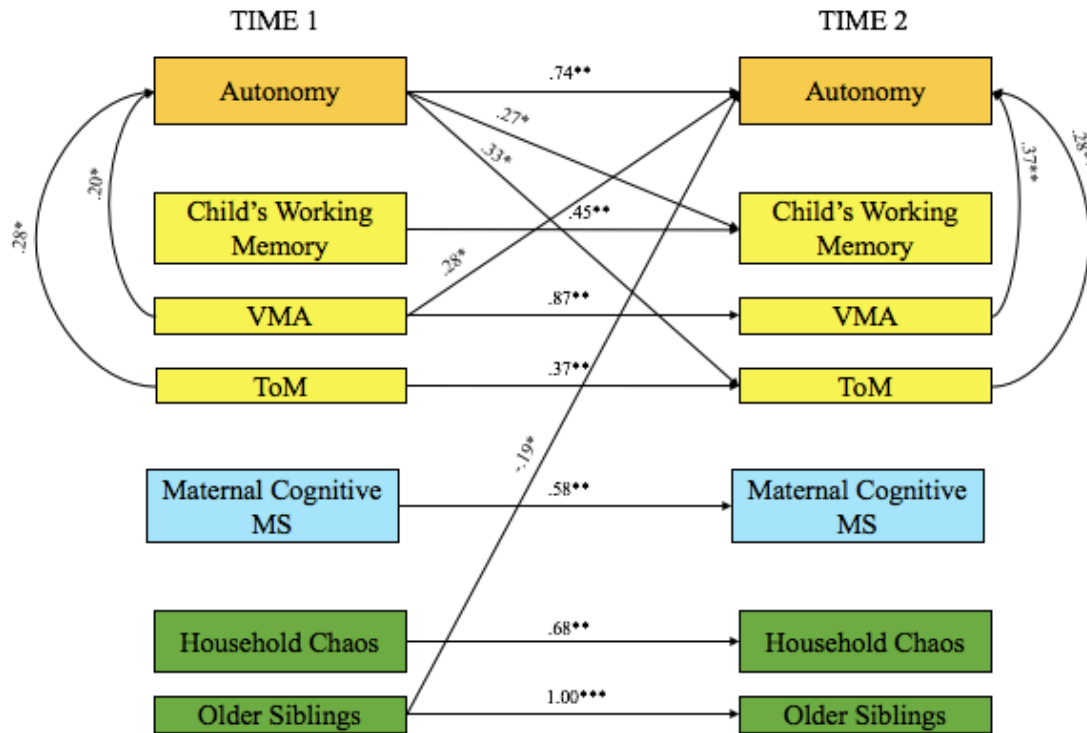 TIME 1
TIME 2
Autonomy
.74**
Autonomy
.27*
.33*
.20*
.28*
.37**
Child's Working
Memory
.45**
Child's Working
Memory
.28*
VMA
.87**
VMA
ToM
.37**
ToM
-.19*
Maternal Cognitive
MS
.58**
Maternal Cognitive
MS
Household Chaos
.68**
Household Chaos
Older Siblings
1.00***
Older Siblings